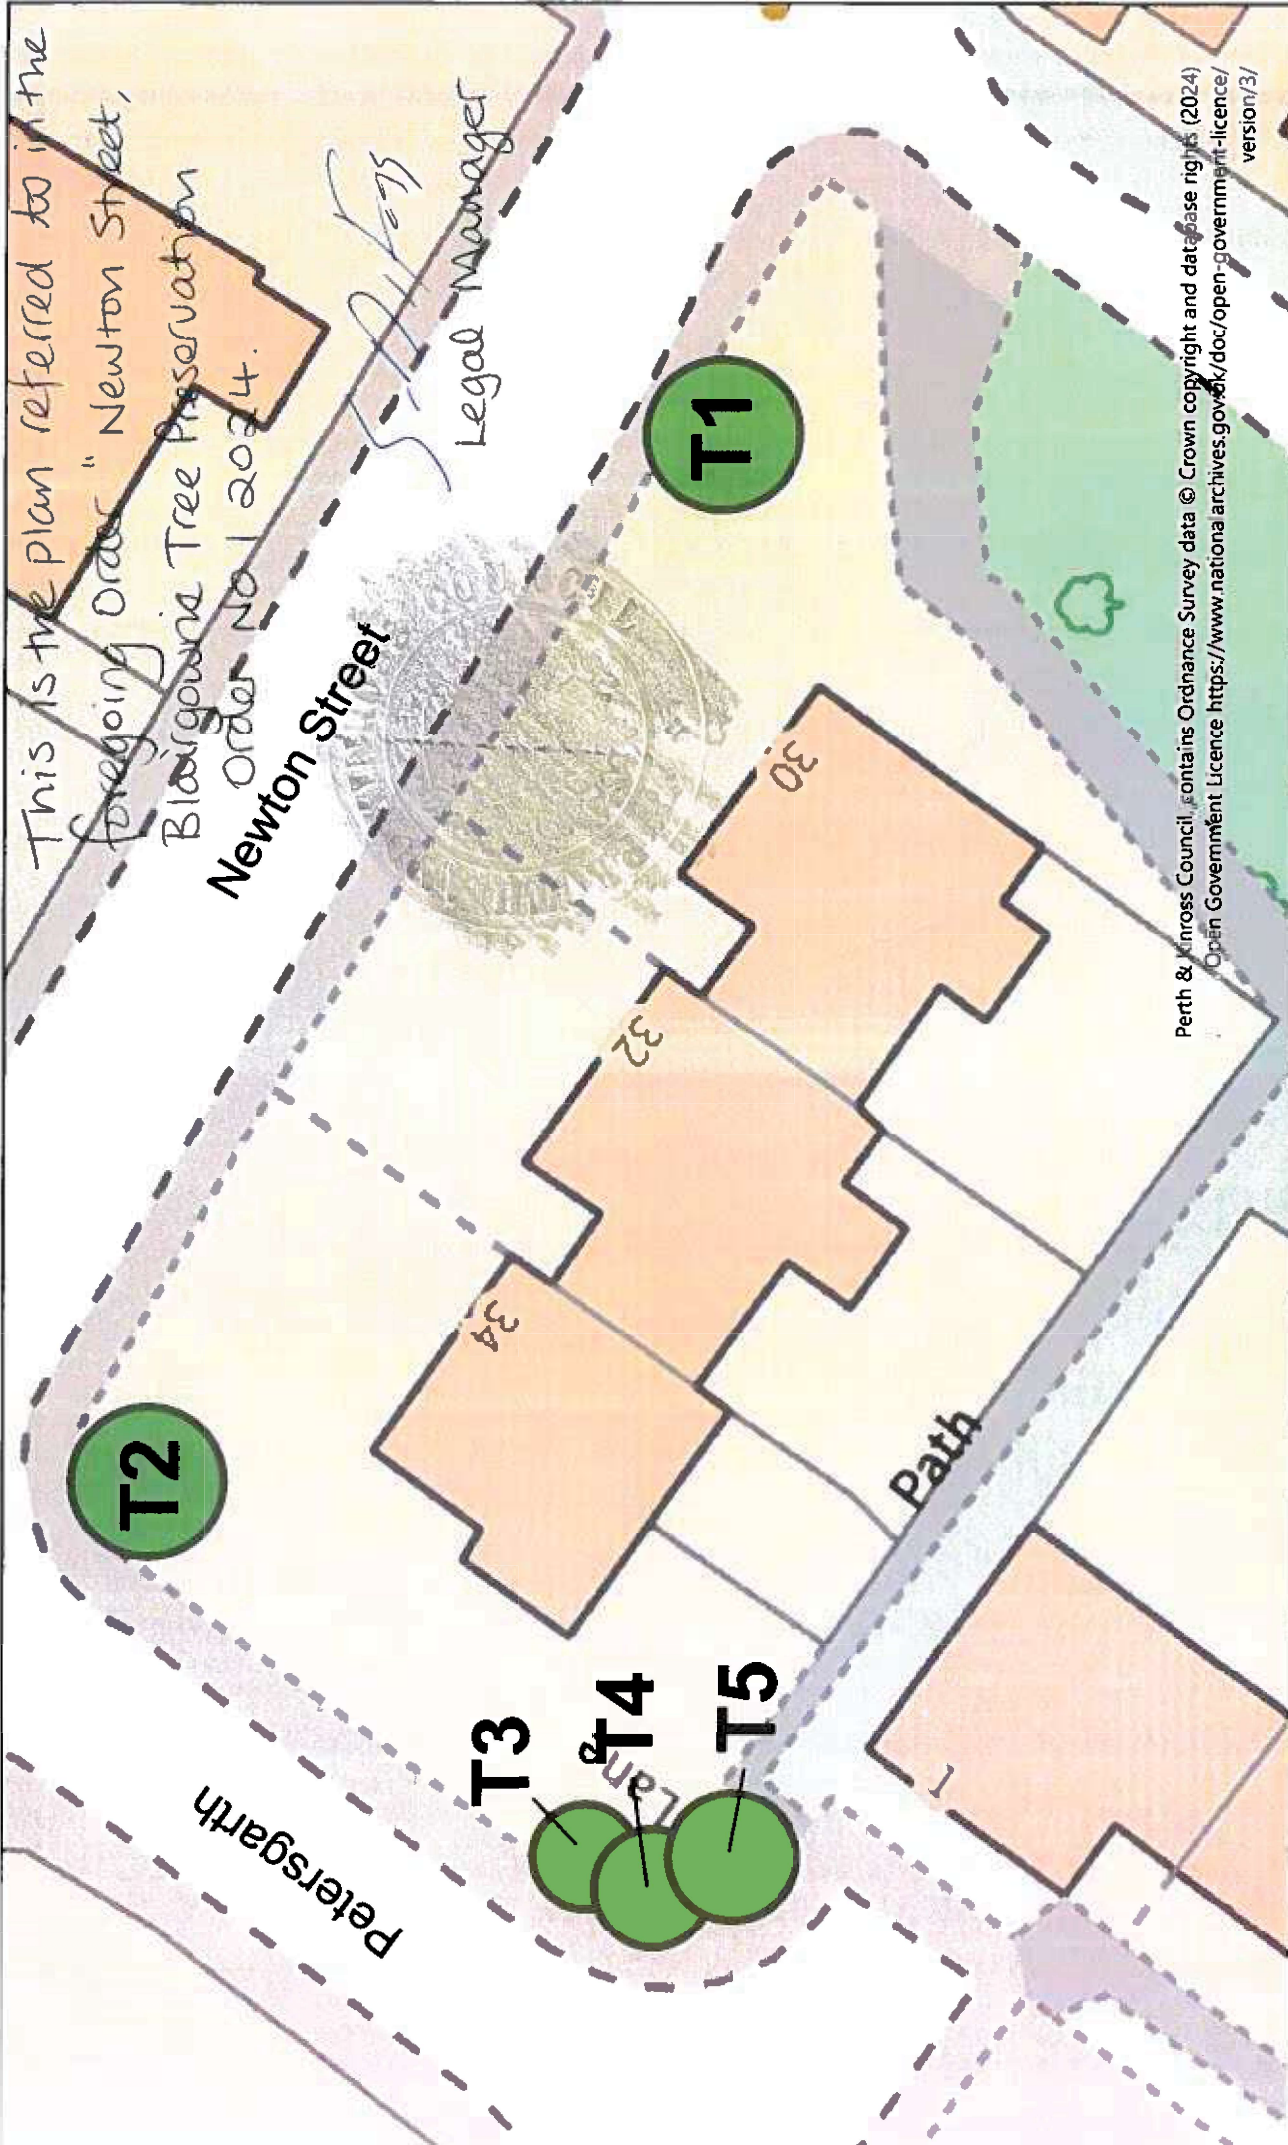 This is the plan referred to in the
foregoing Order "Newton Street,
Blairgowrie Tree Preservation
Order NO 1 2024.
Legal Manager
Newton Street
T1
T2
T3
T4
T5
30
32
34
1
Petersgarth
Path
Perth & Kinross Council, contains Ordnance Survey data © Crown copyright and database rights (2024)
Open Government Licence https://www.nationalarchives.gov.uk/doc/open-government-licence/
version/3/